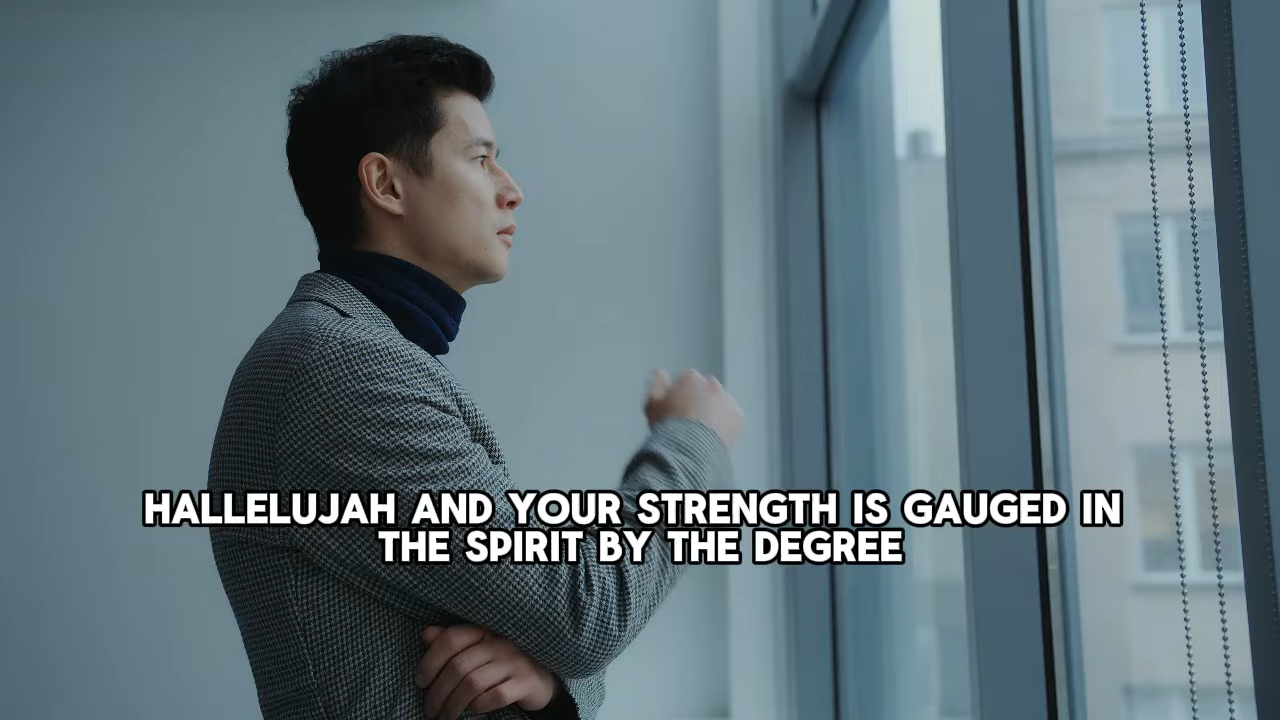 HALLELUJAH AND YOUR STRENGTH IS GAUGED IN
THE SPIRIT BY THE DEGREE